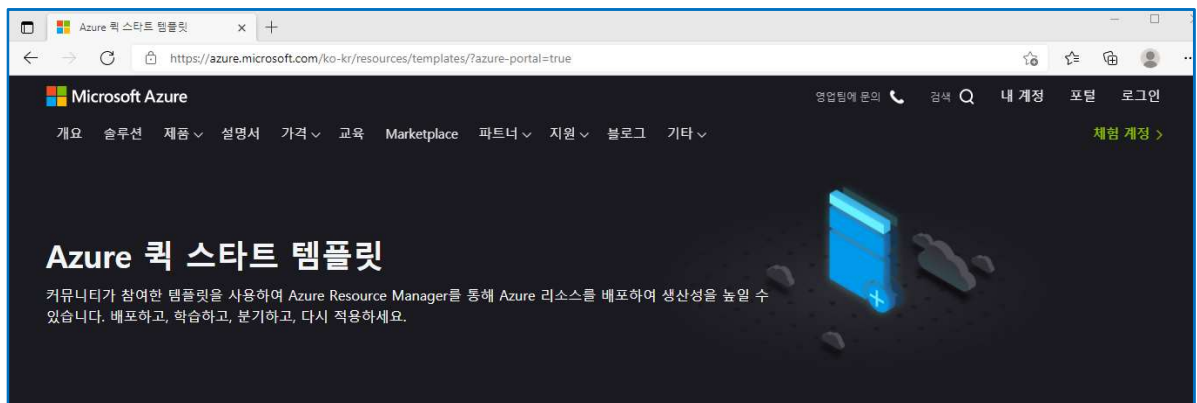 Azure 퀵 스타트 템플릿
https://azure.microsoft.com/ko-kr/resources/templates/?azure-portal=true
Microsoft Azure 영업팀에 문의 검색 내 계정 포털 로그인
개요 솔루션 제품 설명서 가격 교육 Marketplace 파트너 지원 블로그 기타 체험 계정
Azure 퀵 스타트 템플릿
커뮤니티가 참여한 템플릿을 사용하여 Azure Resource Manager를 통해 Azure 리소스를 배포하여 생산성을 높일 수
있습니다. 배포하고, 학습하고, 분기하고, 다시 적용하세요.